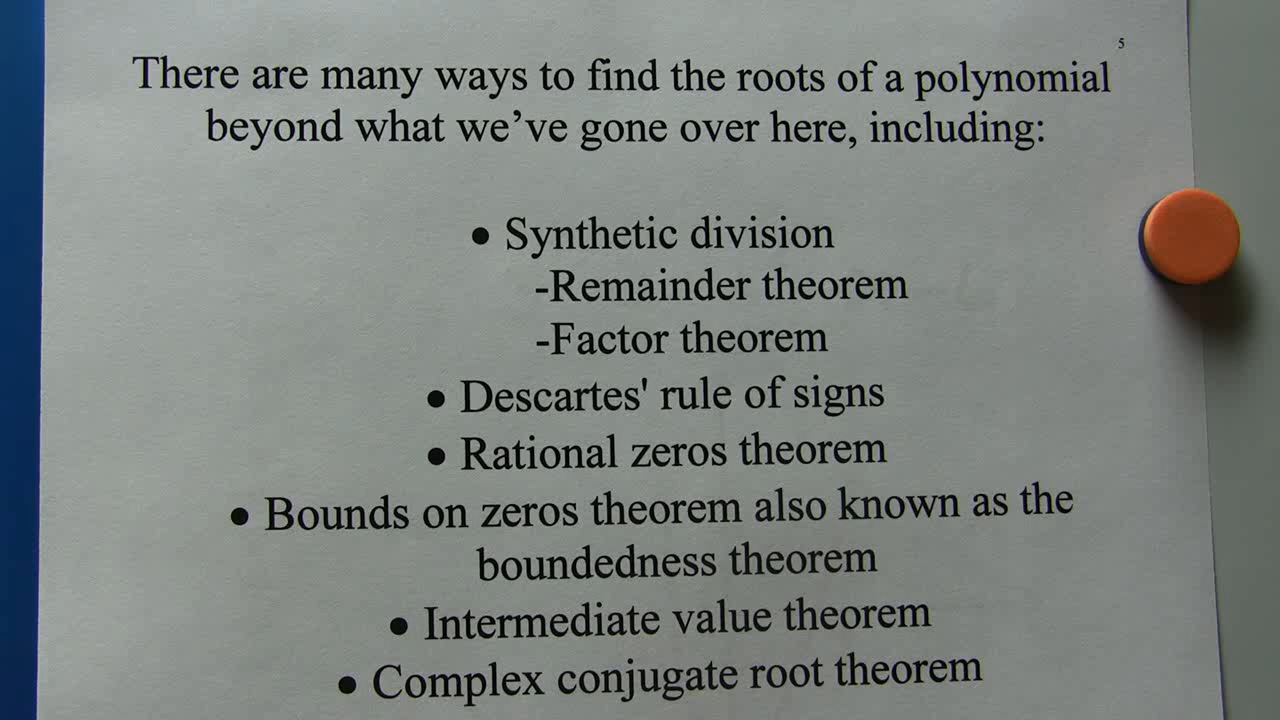 5
There are many ways to find the roots of a polynomial
beyond what we’ve gone over here, including:
• Synthetic division
-Remainder theorem
-Factor theorem
• Descartes' rule of signs
• Rational zeros theorem
• Bounds on zeros theorem also known as the
boundedness theorem
• Intermediate value theorem
• Complex conjugate root theorem